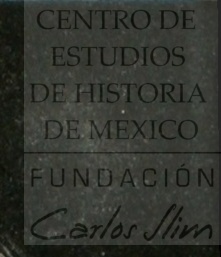 CENTRO DE
ESTUDIOS
DE HISTORIA
DE MEXICO
FUNDACIÓN
Carlos Slim